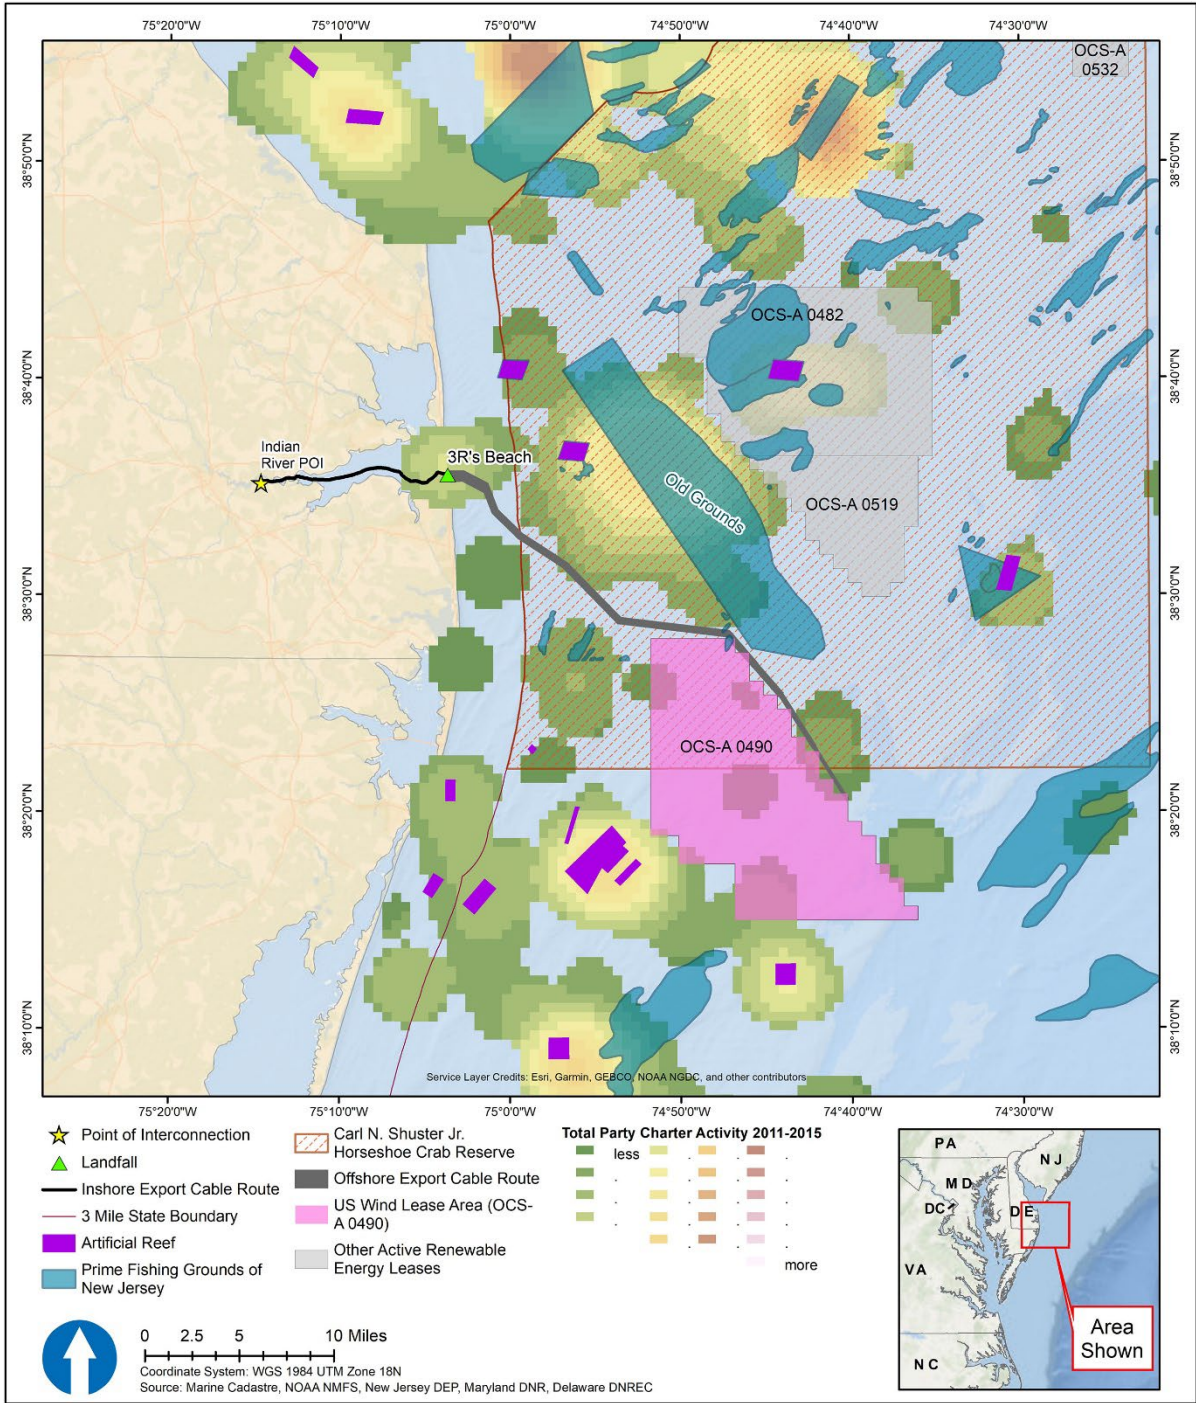 75°20'0"W 75°10'0"W 75°0'0"W 74°50'0"W 74°40'0"W 74°30'0"W
OCS-A
0532
38°50'0"N 38°50'0"N
OCS-A 0482
38°40'0"N 38°40'0"N
Indian
River POI
3R's Beach
Old Grounds
OCS-A 0519
38°30'0"N 38°30'0"N
OCS-A 0490
38°20'0"N 38°20'0"N
38°10'0"N 38°10'0"N
Service Layer Credits: Esri, Garmin, GEBCO, NOAA NGDC, and other contributors
75°20'0"W 75°10'0"W 75°0'0"W 74°50'0"W 74°40'0"W 74°30'0"W
Point of Interconnection
Landfall
Inshore Export Cable Route
3 Mile State Boundary
Artificial Reef
Prime Fishing Grounds of
New Jersey
Carl N. Shuster Jr.
Horseshoe Crab Reserve
Offshore Export Cable Route
US Wind Lease Area (OCS-
A 0490)
Other Active Renewable
Energy Leases
Total Party Charter Activity 2011-2015
less
more
PA
NJ
MD
DC
DE
VA
NC
Area
Shown
0 2.5 5 10 Miles
Coordinate System: WGS 1984 UTM Zone 18N
Source: Marine Cadastre, NOAA NMFS, New Jersey DEP, Maryland DNR, Delaware DNREC